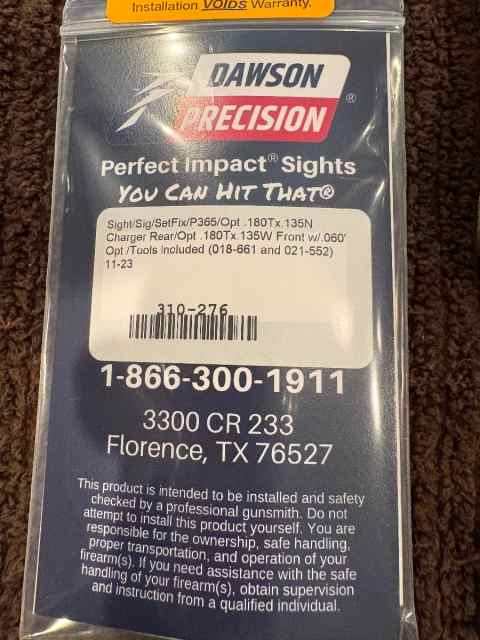 Installation VOIDS Warranty.
DAWSON
PRECISION®
Perfect Impact® Sights
YOU CAN HIT THAT®
Sight/Sig/SetFix/P365/Opt .180Tx.135N
Charger Rear/Opt .180Tx.135W Front w/.060'
Opt /Tools Included (018-661 and 021-552)
11-23
310-276
1-866-300-1911
3300 CR 233
Florence, TX 76527
This product is intended to be installed and safety
checked by a professional gunsmith. Do not
attempt to install this product yourself. You are
responsible for the ownership, safe handling,
proper transportation, and operation of your
firearm(s). If you need assistance with the safe
handling of your firearm(s), obtain supervision
and instruction from a qualified individual.